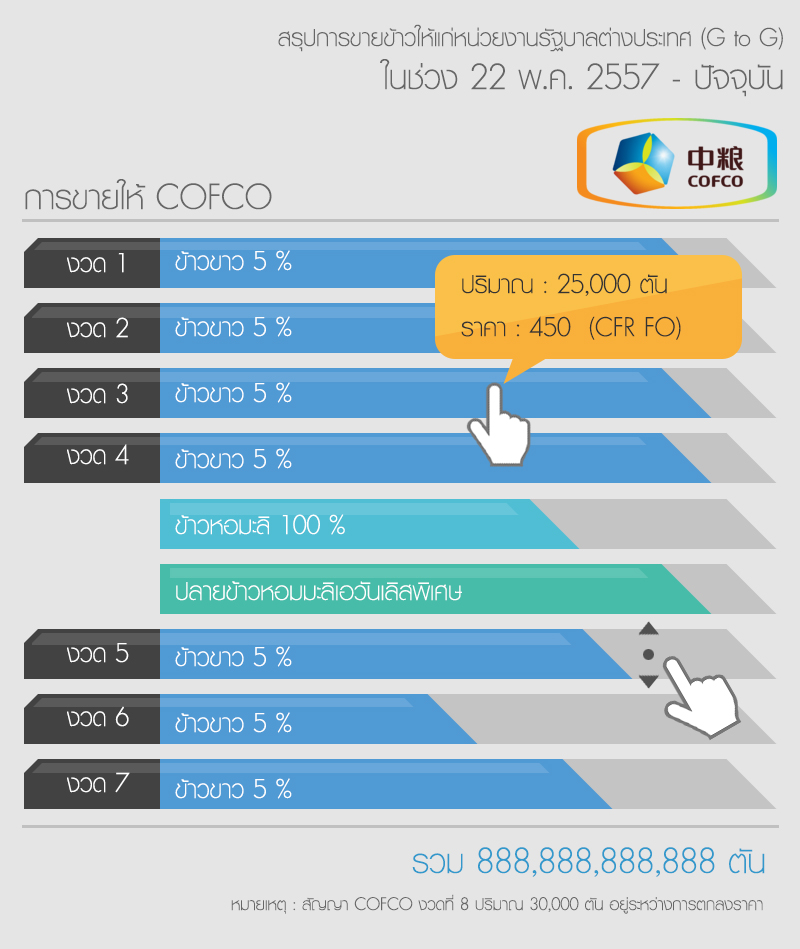 สรุปการขายข้าวให้แก่หน่วยงานรัฐบาลต่างประเทศ (G to G)
ในช่วง 22 พ.ค. 2557 - ปัจจุบัน
中粮
COFCO
การขายให้ COFCO
งวด 1 ข้าวขาว 5 %
ปริมาณ : 25,000 ตัน
ราคา : 450 (CFR FO)
งวด 2 ข้าวขาว 5 %
งวด 3 ข้าวขาว 5 %
งวด 4 ข้าวขาว 5 %
ข้าวหอมะลิ 100 %
ปลายข้าวหอมมะลิเอวันเลิสพิเศษ
งวด 5 ข้าวขาว 5 %
งวด 6 ข้าวขาว 5 %
งวด 7 ข้าวขาว 5 %
รวม 888,888,888,888 ตัน
หมายเหตุ : สัญญา COFCO งวดที่ 8 ปริมาณ 30,000 ตัน อยู่ระหว่างการตกลงราคา